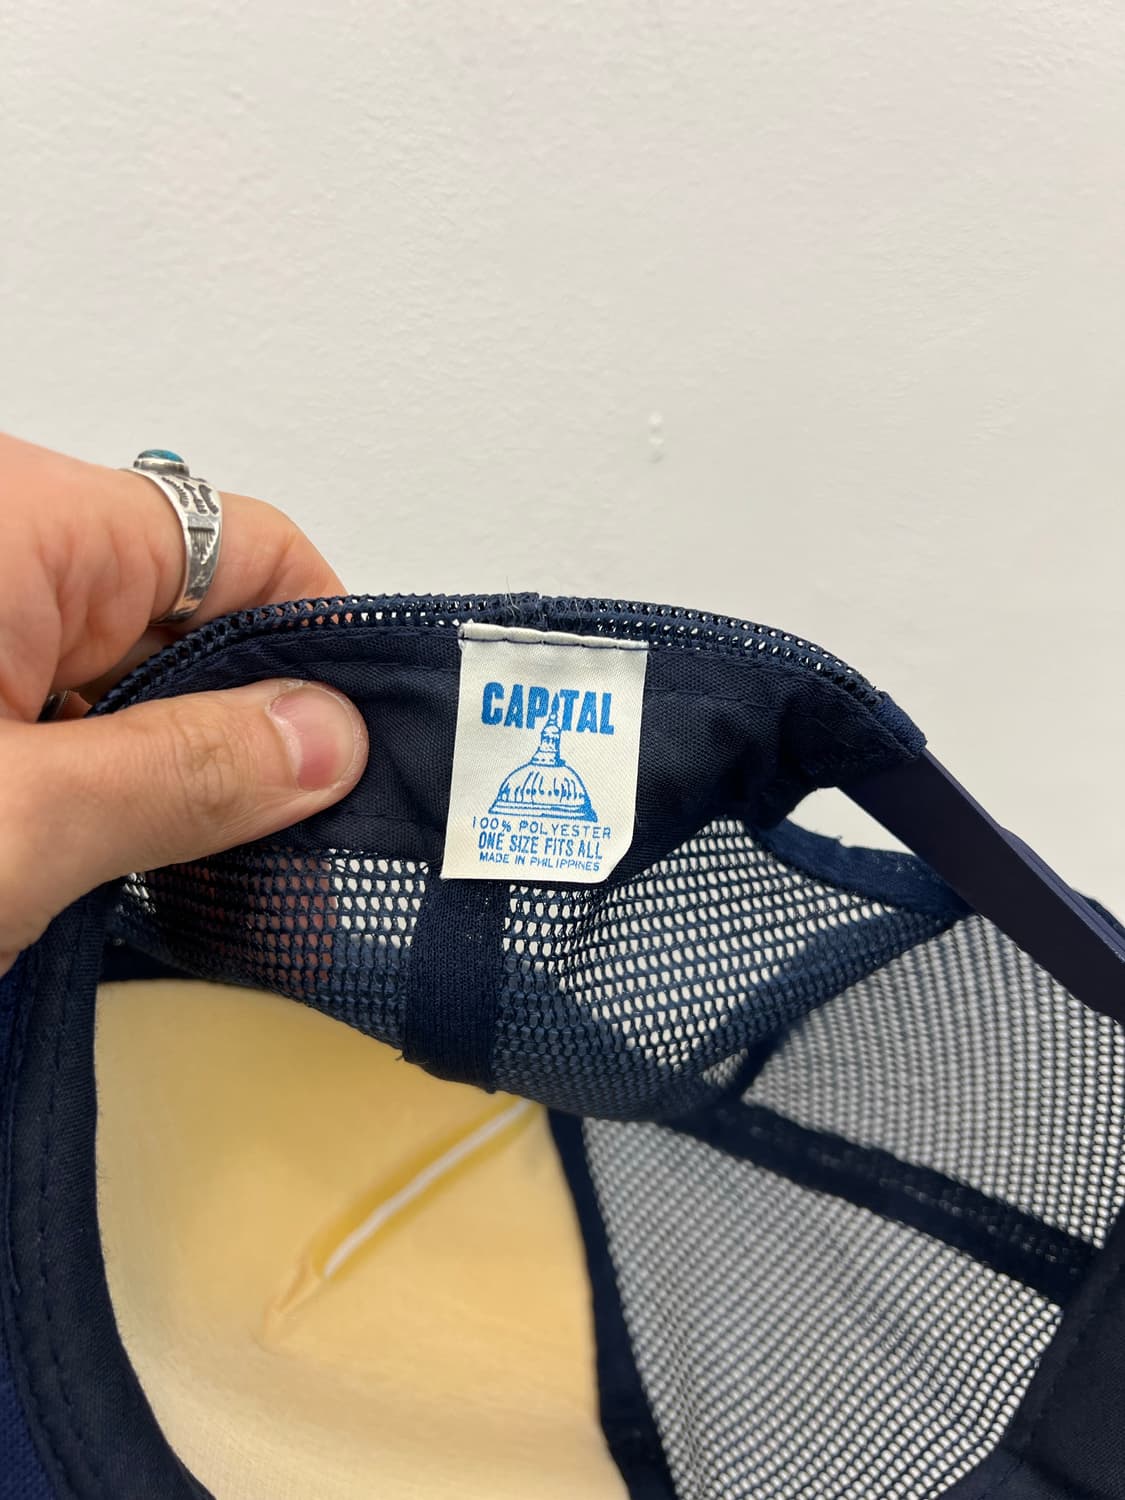 CAPITAL
100% POLYESTER
ONE SIZE FITS ALL
MADE IN PHILIPPINES